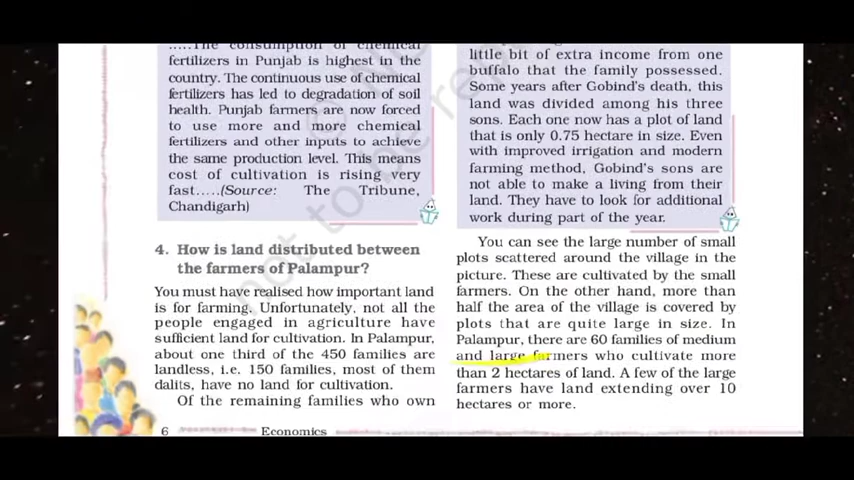 .....The consumption of chemical
fertilizers in Punjab is highest in the
country. The continuous use of chemical
fertilizers has led to degradation of soil
health. Punjab farmers are now forced
to use more and more chemical
fertilizers and other inputs to achieve
the same production level. This means
cost of cultivation is rising very
fast.....(Source: The Tribune,
Chandigarh)
4. How is land distributed between
the farmers of Palampur?
You must have realised how important land
is for farming. Unfortunately, not all the
people engaged in agriculture have
sufficient land for cultivation. In Palampur,
about one third of the 450 families are
landless, i.e. 150 families, most of them
dalits, have no land for cultivation.
Of the remaining families who own
little bit of extra income from one
buffalo that the family possessed.
Some years after Gobind's death, this
land was divided among his three
sons. Each one now has a plot of land
that is only 0.75 hectare in size. Even
with improved irrigation and modern
farming method, Gobind's sons are
not able to make a living from their
land. They have to look for additional
work during part of the year.
You can see the large number of small
plots scattered around the village in the
picture. These are cultivated by the small
farmers. On the other hand, more than
half the area of the village is covered by
plots that are quite large in size. In
Palampur, there are 60 families of medium
and large farmers who cultivate more
than 2 hectares of land. A few of the large
farmers have land extending over 10
hectares or more.
6 Economics
not to be re